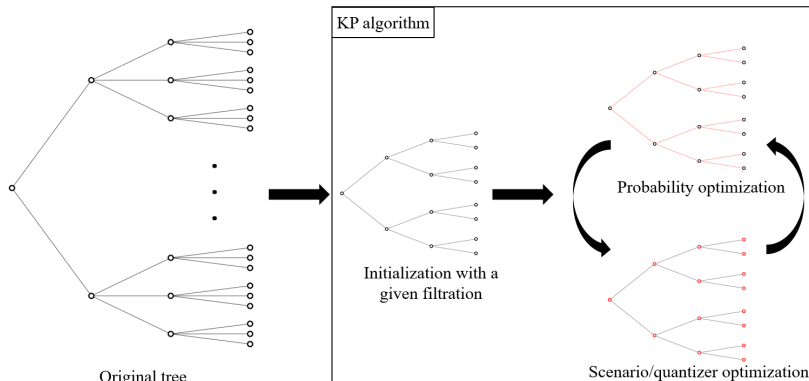 KP algorithm
Probability optimization
Initialization with a
given filtration
Original tree
Scenario/quantizer optimization